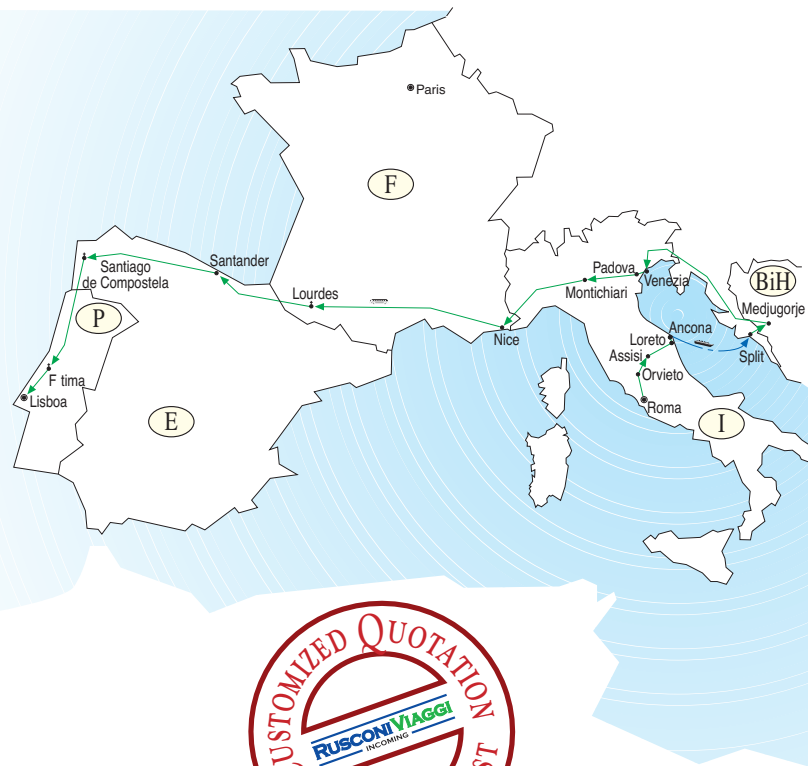 Paris
F
Santiago
de Compostela
Santander
Lourdes
Padova
Venezia
Montichiari
BiH
Medjugorje
P
Nice
Ancona
Loreto
Split
Assisi
F tima
Orvieto
Lisboa
Roma
E
I
CUSTOMIZED QUOTATION
RUSCONI VIAGGI
INCOMING